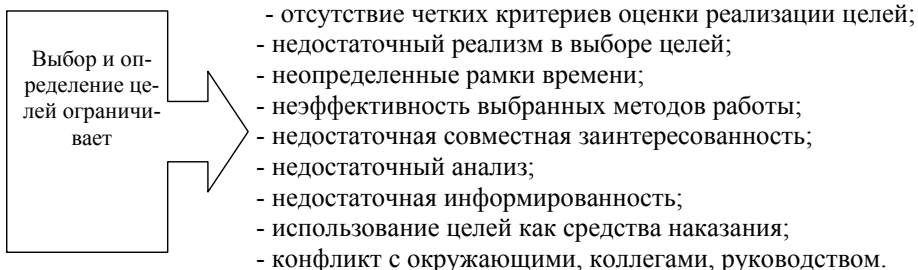 Выбор и оп-
ределение це-
лей ограничи-
вает
- отсутствие четких критериев оценки реализации целей;
- недостаточный реализм в выборе целей;
- неопределенные рамки времени;
- неэффективность выбранных методов работы;
- недостаточная совместная заинтересованность;
- недостаточный анализ;
- недостаточная информированность;
- использование целей как средства наказания;
- конфликт с окружающими, коллегами, руководством.